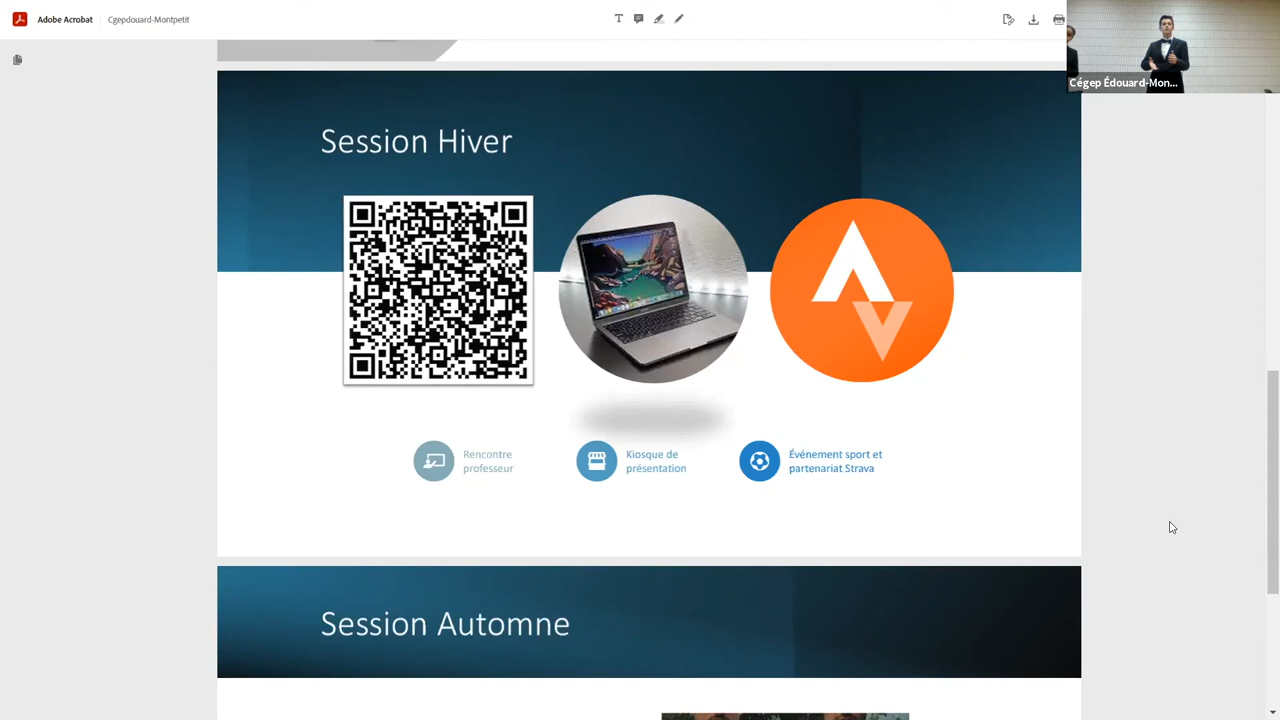 Adobe Acrobat
Cgepdouard-Montpetit
Cégep Édouard-Mon...
Session Hiver
Rencontre
professeur
Kiosque de
présentation
Événement sport et
partenariat Strava
Session Automne